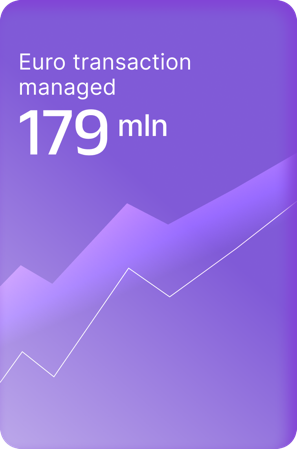 Euro transaction
managed
179 mln